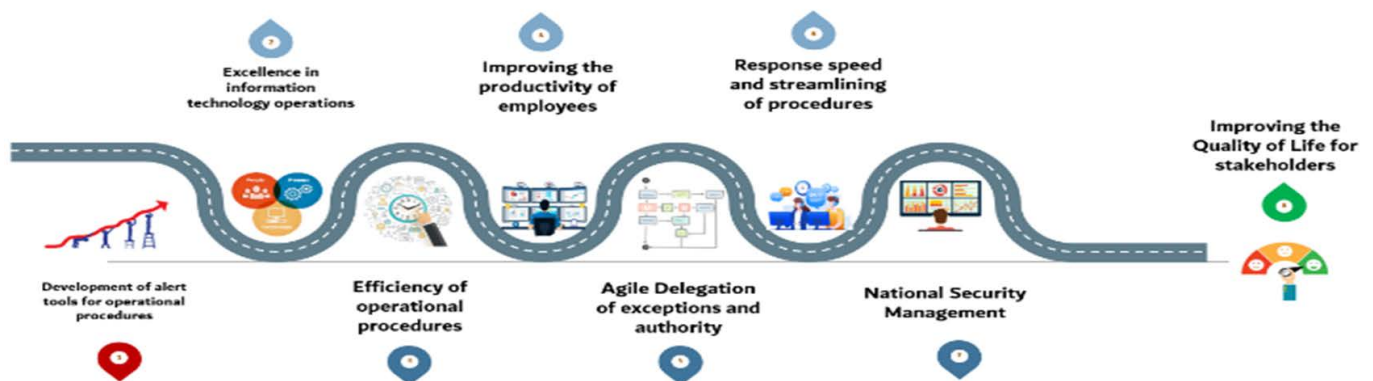 Excellence in
information
technology operations
Improving the
productivity of
employees
Response speed
and streamlining
of procedures
Improving the
Quality of Life for
stakeholders
Development of alert
tools for operational
procedures
Efficiency of
operational
procedures
Agile Delegation
of exceptions and
authority
National Security
Management